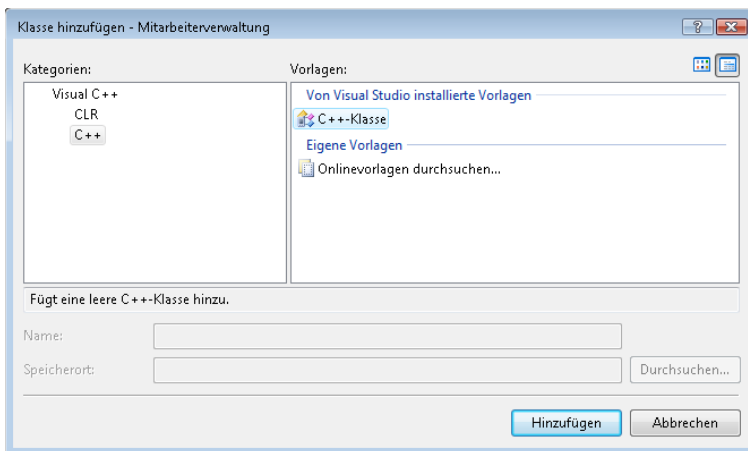 Klasse hinzufügen - Mitarbeiterverwaltung
Kategorien:
Vorlagen:
Visual C++
CLR
C++
Von Visual Studio installierte Vorlagen
C++-Klasse
Eigene Vorlagen
Onlinevorlagen durchsuchen...
Fügt eine leere C++-Klasse hinzu.
Name:
Speicherort:
Durchsuchen...
Hinzufügen
Abbrechen